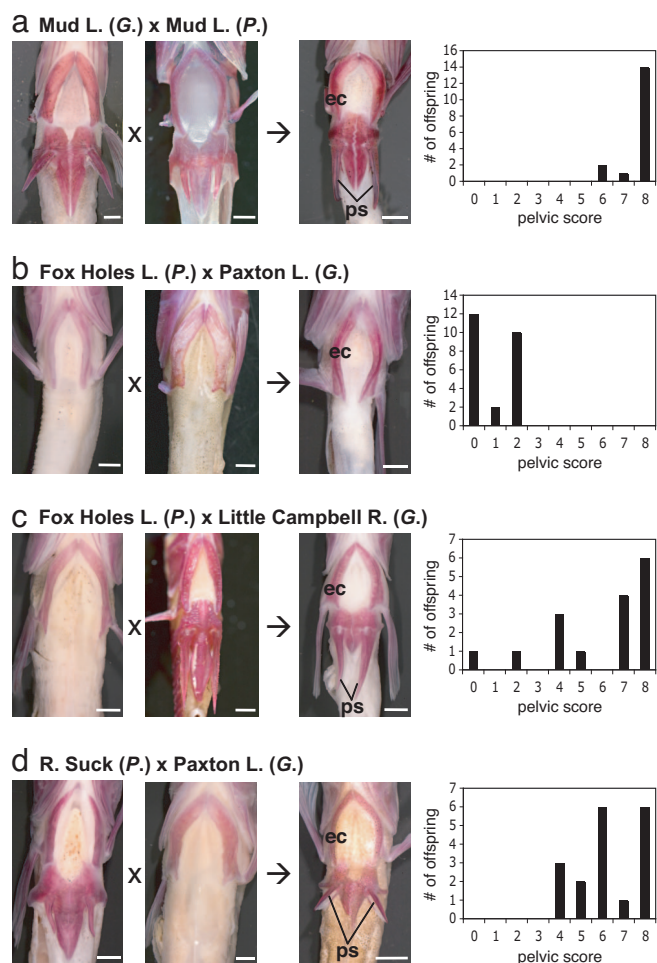 a Mud L. (G.) x Mud L. (P.)
x
→
ec
ps
# of offspring
16
14
12
10
8
6
4
2
0
0 1 2 3 4 5 6 7 8
pelvic score
b Fox Holes L. (P.) x Paxton L. (G.)
x
→
ec
# of offspring
14
12
10
8
6
4
2
0
0 1 2 3 4 5 6 7 8
pelvic score
c Fox Holes L. (P.) x Little Campbell R. (G.)
x
→
ec
ps
# of offspring
7
6
5
4
3
2
1
0
0 1 2 3 4 5 6 7 8
pelvic score
d R. Suck (P.) x Paxton L. (G.)
x
→
ec
ps
# of offspring
7
6
5
4
3
2
1
0
0 1 2 3 4 5 6 7 8
pelvic score